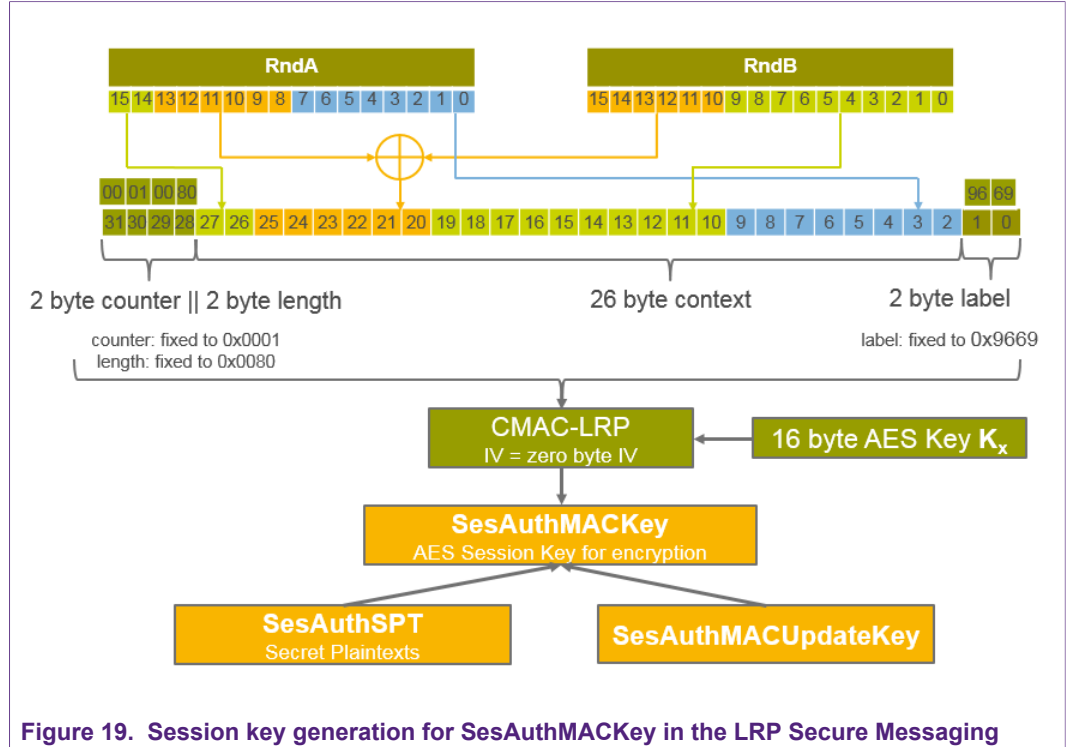 RndA RndB
15 14 13 12 11 10 9 8 7 6 5 4 3 2 1 0 15 14 13 12 11 10 9 8 7 6 5 4 3 2 1 0
00 01 00 80 96 69
31 30 29 28 27 26 25 24 23 22 21 20 19 18 17 16 15 14 13 12 11 10 9 8 7 6 5 4 3 2 1 0
2 byte counter || 2 byte length 26 byte context 2 byte label
counter: fixed to 0x0001 label: fixed to 0x9669
length: fixed to 0x0080
CMAC-LRP
IV = zero byte IV
16 byte AES Key Kx
SesAuthMACKey
AES Session Key for encryption
SesAuthSPT
Secret Plaintexts
SesAuthMACUpdateKey
Figure 19. Session key generation for SesAuthMACKey in the LRP Secure Messaging